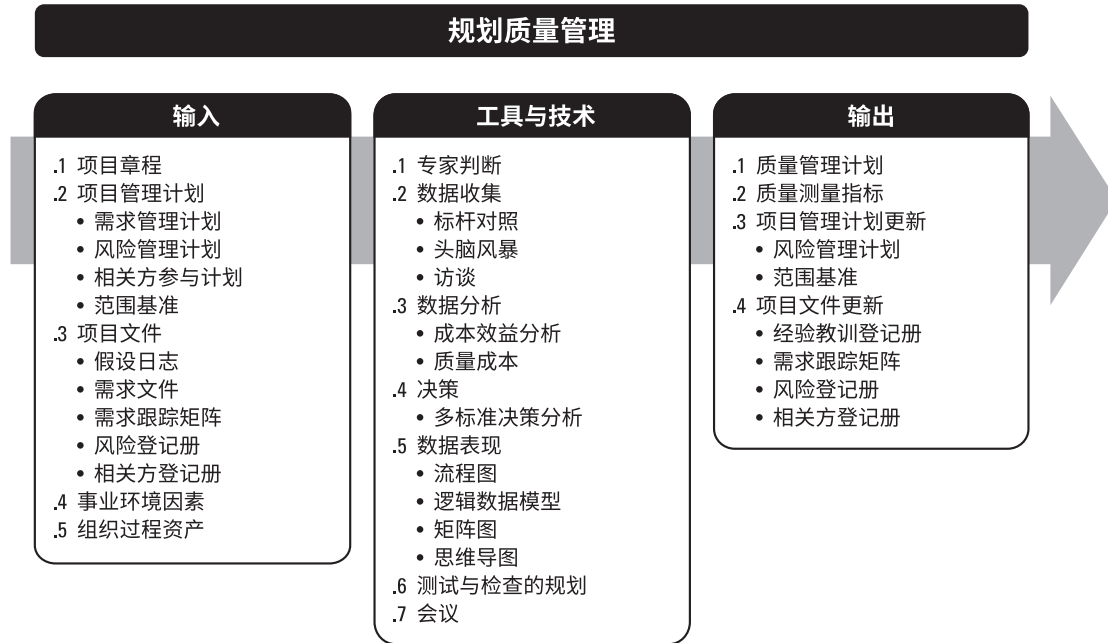 规划质量管理
输入
.1 项目章程
.2 项目管理计划
• 需求管理计划
• 风险管理计划
• 相关方参与计划
• 范围基准
.3 项目文件
• 假设日志
• 需求文件
• 需求跟踪矩阵
• 风险登记册
• 相关方登记册
.4 事业环境因素
.5 组织过程资产
工具与技术
.1 专家判断
.2 数据收集
• 标杆对照
• 头脑风暴
• 访谈
.3 数据分析
• 成本效益分析
• 质量成本
.4 决策
• 多标准决策分析
.5 数据表现
• 流程图
• 逻辑数据模型
• 矩阵图
• 思维导图
.6 测试与检查的规划
.7 会议
输出
.1 质量管理计划
.2 质量测量指标
.3 项目管理计划更新
• 风险管理计划
• 范围基准
.4 项目文件更新
• 经验教训登记册
• 需求跟踪矩阵
• 风险登记册
• 相关方登记册